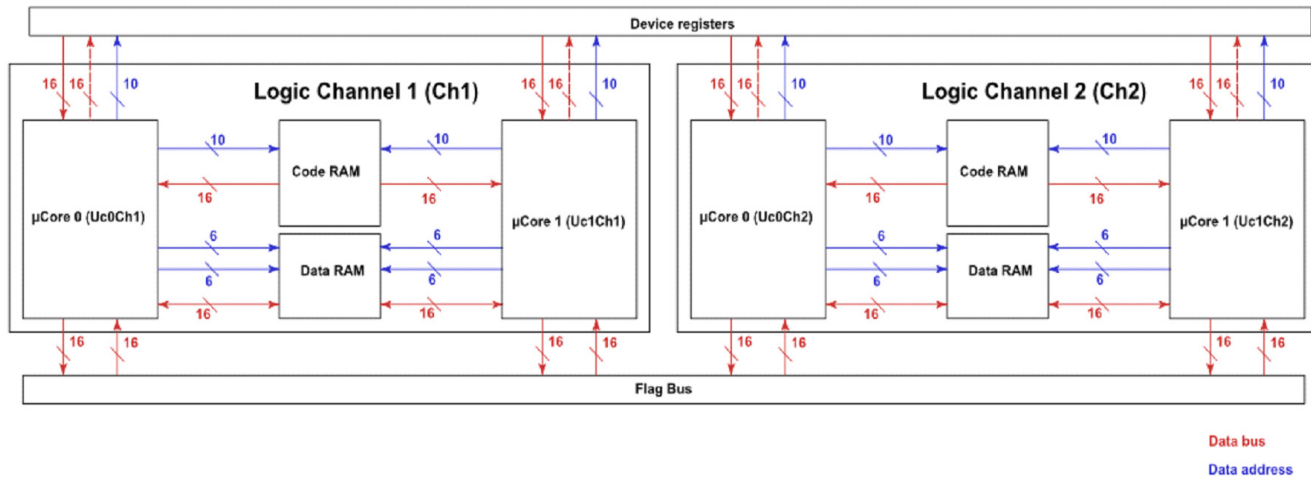 Device registers
16 16 10 16 16 10 16 16 10 16 16 10
Logic Channel 1 (Ch1) Logic Channel 2 (Ch2)
10 10 10 10
Code RAM Code RAM
16 16 16 16
µCore 0 (Uc0Ch1) µCore 1 (Uc1Ch1) µCore 0 (Uc0Ch2) µCore 1 (Uc1Ch2)
6 6 6 6
Data RAM Data RAM
6 6 6 6
16 16 16 16
16 16 16 16 16 16 16 16
Flag Bus
Data bus
Data address